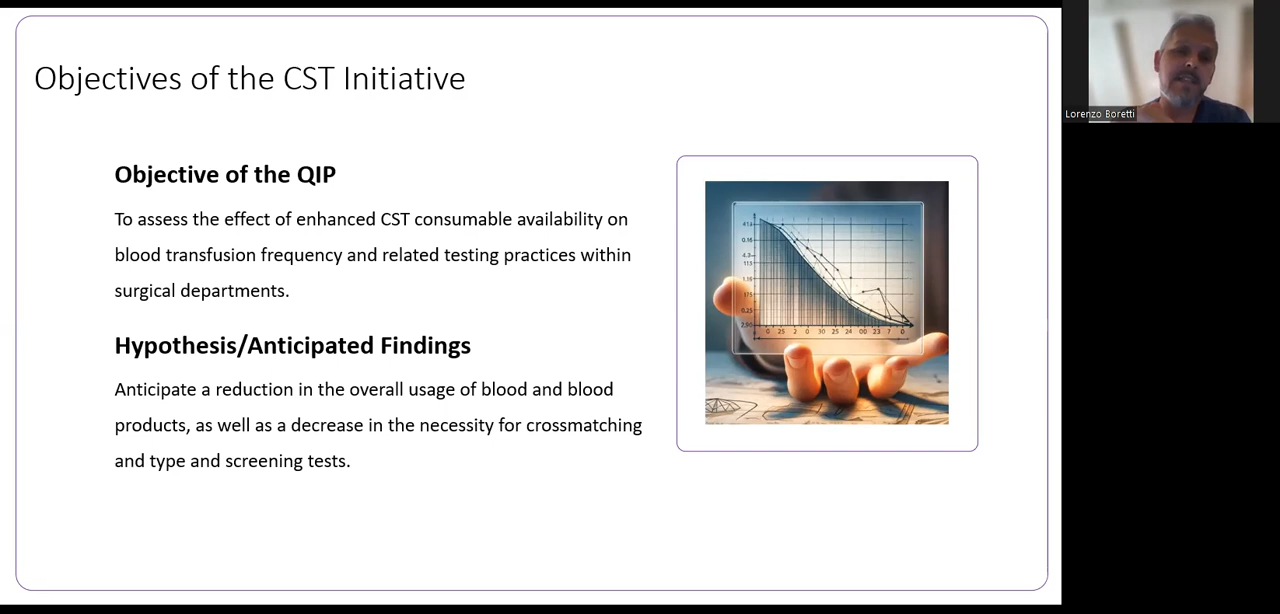 Objectives of the CST Initiative
Objective of the QIP
To assess the effect of enhanced CST consumable availability on
blood transfusion frequency and related testing practices within
surgical departments.
Hypothesis/Anticipated Findings
Anticipate a reduction in the overall usage of blood and blood
products, as well as a decrease in the necessity for crossmatching
and type and screening tests.
Lorenzo Boretti